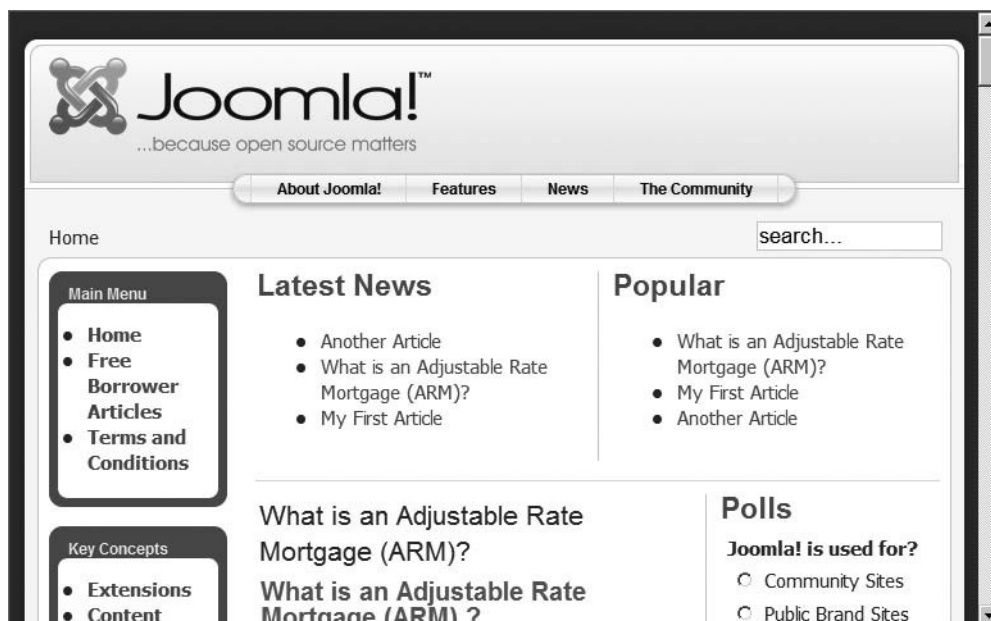 Joomla!™
...because open source matters
About Joomla! Features News The Community
Home
search...
Main Menu
Home
Free
Borrower
Articles
Terms and
Conditions
Key Concepts
Extensions
Content
Latest News
Another Article
What is an Adjustable Rate
Mortgage (ARM)?
My First Article
Popular
What is an Adjustable Rate
Mortgage (ARM)?
My First Article
Another Article
What is an Adjustable Rate
Mortgage (ARM)?
What is an Adjustable Rate
Mortgage (ARM) ?
Polls
Joomla! is used for?
Community Sites
Public Brand Sites